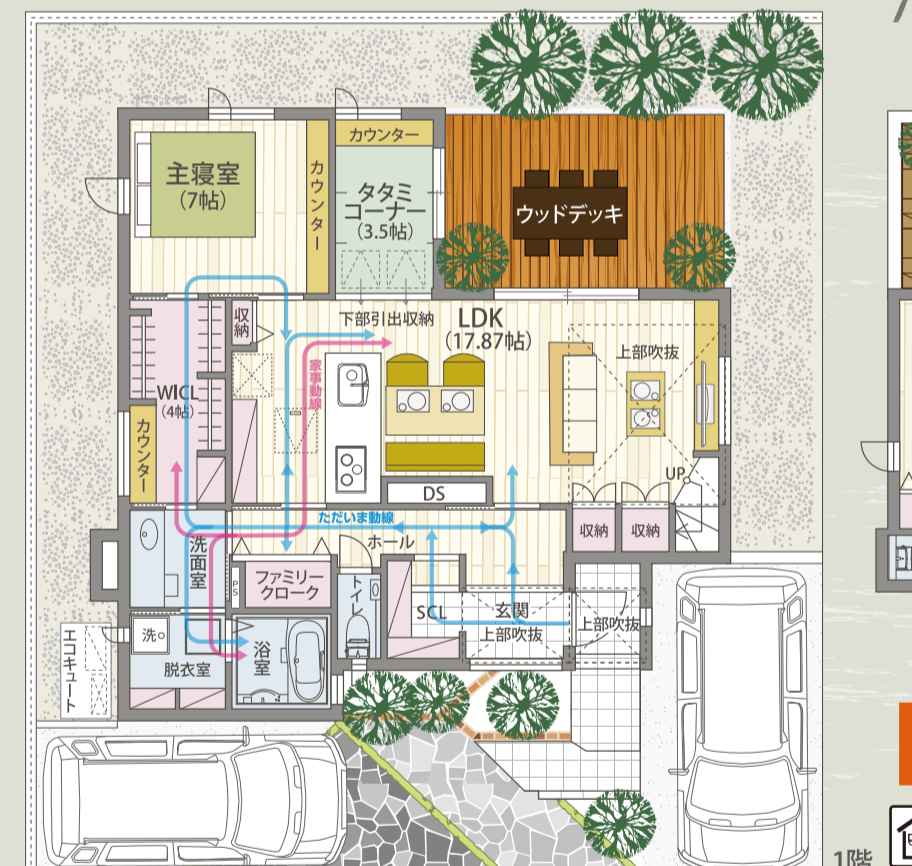 主寝室
(7帖)
カウンター
カウンター
タタミ
コーナー
(3.5帖)
ウッドデッキ
下部引出収納
LDK
(17.87帖)
収納
家事動線
上部吹抜
WICL
(4帖)
カウンター
UP
DS
ただいま動線
ホール
収納
収納
洗面室
PS
ファミリー
クローク
トイレ
SCL
玄関
上部吹抜
上部吹抜
洗
脱衣室
浴室
エコキュート
1階